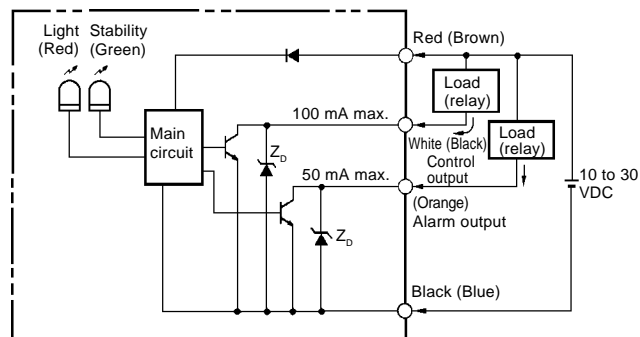 Light
(Red)
Stability
(Green)
Red (Brown)
Load
(relay)
100 mA max.
Main
circuit
Z_D
White (Black)
Control
output
Load
(relay)
50 mA max.
10 to 30
VDC
(Orange)
Alarm output
Z_D
Black (Blue)